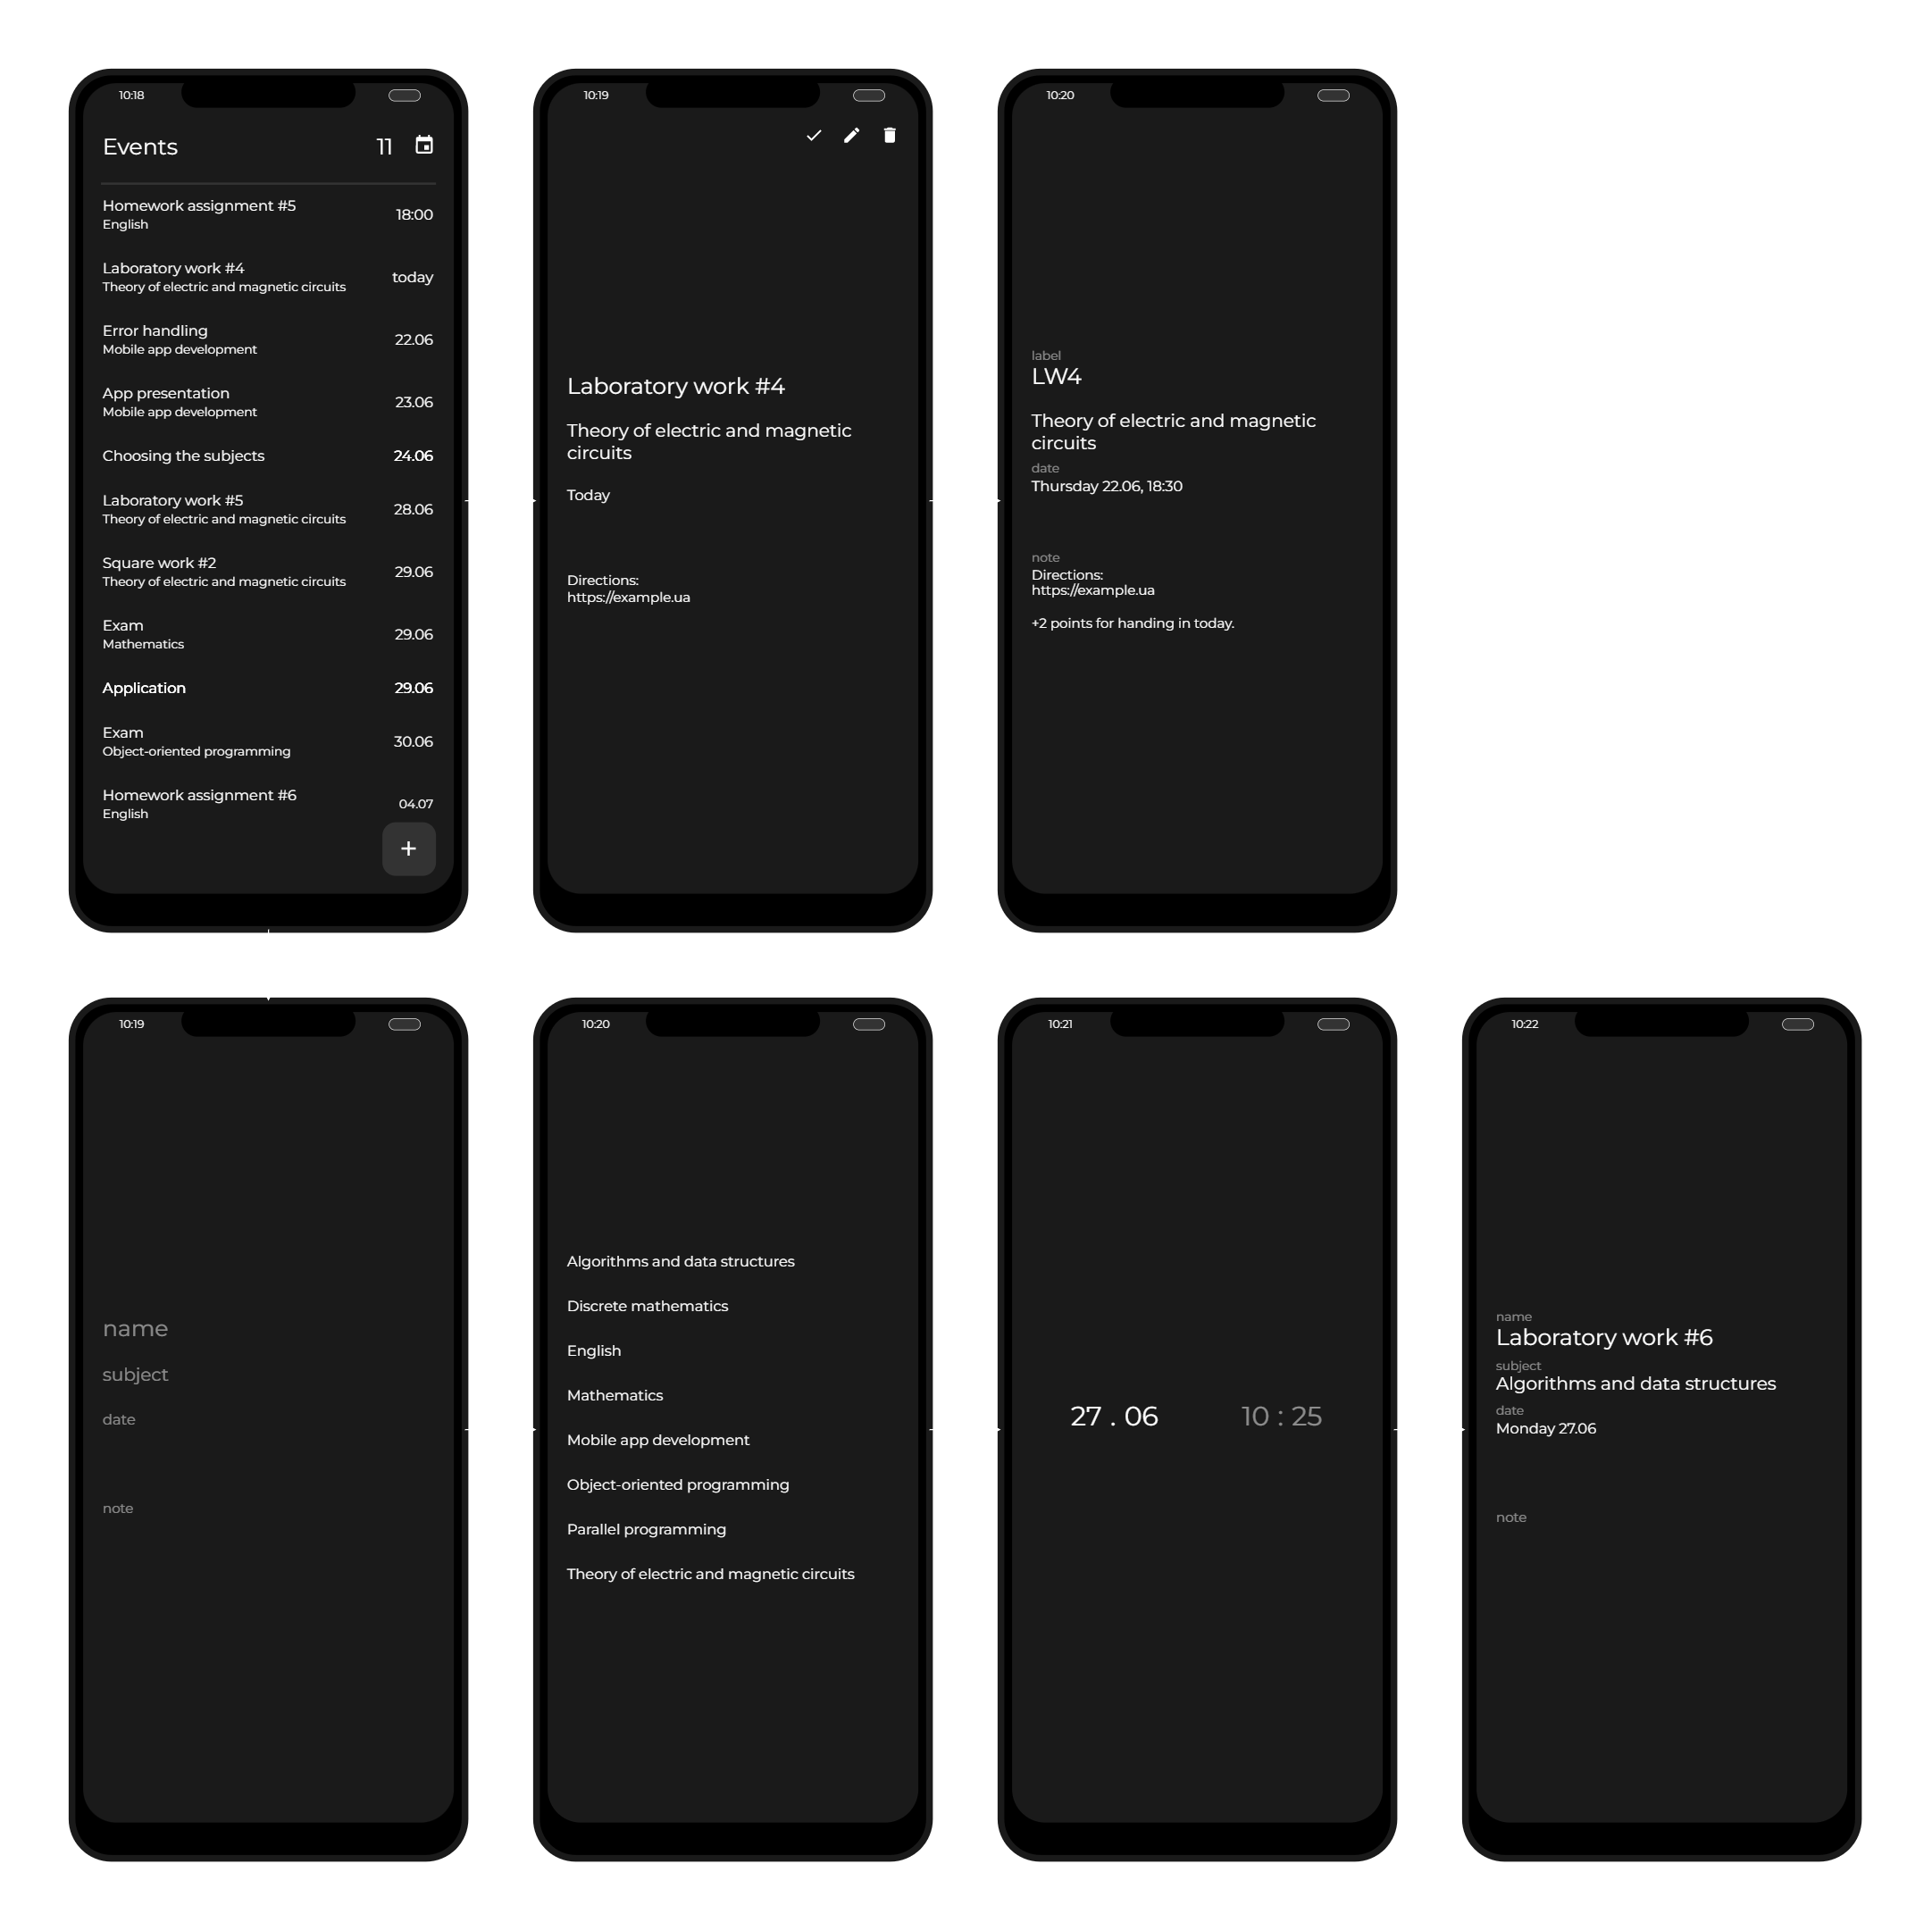 10:18
Events 11
Homework assignment #5
English
18:00
Laboratory work #4
Theory of electric and magnetic circuits
today
Error handling
Mobile app development
22.06
App presentation
Mobile app development
23.06
Choosing the subjects 24.06
Laboratory work #5
Theory of electric and magnetic circuits
28.06
Square work #2
Theory of electric and magnetic circuits
29.06
Exam
Mathematics
29.06
Application 29.06
Exam
Object-oriented programming
30.06
Homework assignment #6
English
04.07
+
10:19
Laboratory work #4
Theory of electric and magnetic
circuits
Today
Directions:
https://example.ua
10:20
label
LW4
Theory of electric and magnetic
circuits
date
Thursday 22.06, 18:30
note
Directions:
https://example.ua
+2 points for handing in today.
10:19
name
subject
date
note
10:20
Algorithms and data structures
Discrete mathematics
English
Mathematics
Mobile app development
Object-oriented programming
Parallel programming
Theory of electric and magnetic circuits
10:21
27 . 06 10 : 25
10:22
name
Laboratory work #6
subject
Algorithms and data structures
date
Monday 27.06
note